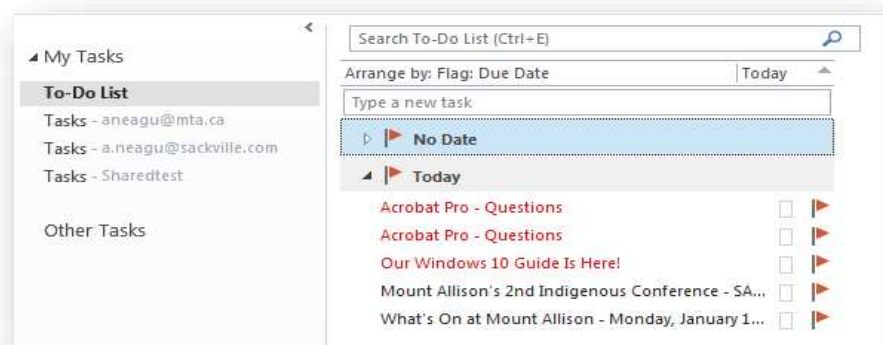 My Tasks
To-Do List
Tasks - aneagu@mta.ca
Tasks - a.neagu@sackville.com
Tasks - Sharedtest
Other Tasks
Search To-Do List (Ctrl+E)
Arrange by: Flag: Due Date Today
Type a new task
No Date
Today
Acrobat Pro - Questions
Acrobat Pro - Questions
Our Windows 10 Guide Is Here!
Mount Allison's 2nd Indigenous Conference - SA...
What's On at Mount Allison - Monday, January 1...